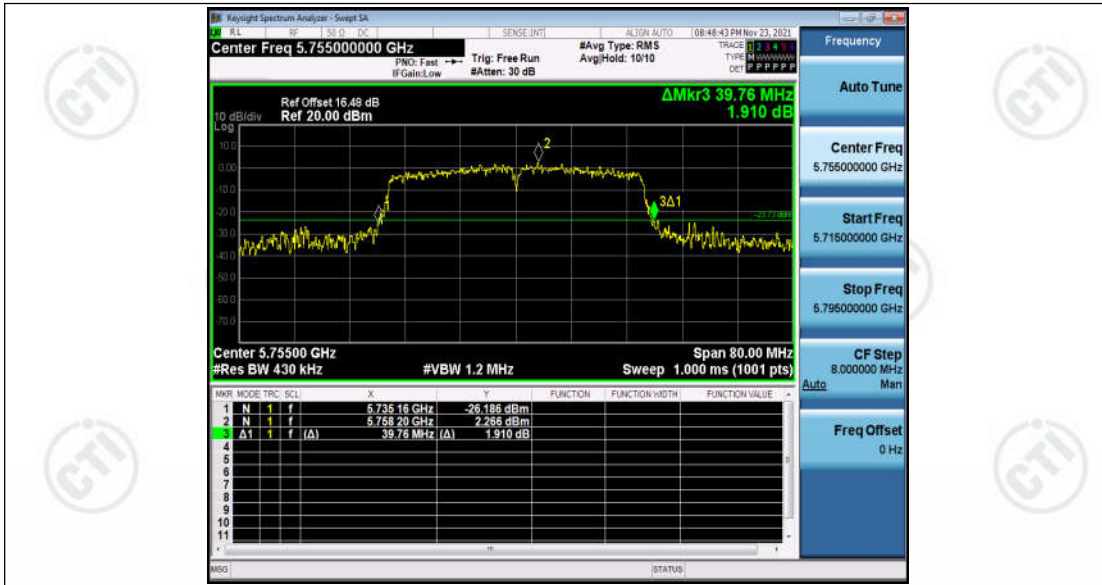 Keysight Spectrum Analyzer - Swept SA
RL RF 50 Ω DC SENSE:INT ALIGN AUTO 08:48:43 PM Nov 23, 2021
Center Freq 5.755000000 GHz
PNO: Fast
IFGain:Low
Trig: Free Run
#Atten: 30 dB
#Avg Type: RMS
Avg|Hold: 10/10
TRACE 1 2 3 4 5 6
TYPE M W W W W W
DET P P P P P P
Frequency
Auto Tune
Center Freq
5.755000000 GHz
Start Freq
5.715000000 GHz
Stop Freq
5.795000000 GHz
CF Step
8.000000 MHz
Auto Man
Freq Offset
0 Hz
ΔMkr3 39.76 MHz
1.910 dB
Ref Offset 16.48 dB
10 dB/div Ref 20.00 dBm
Log
10.0
0.00
-10.0
-20.0
-30.0
-40.0
-50.0
-60.0
-70.0
2
3Δ1
-23.73 dBm
Center 5.75500 GHz Span 80.00 MHz
#Res BW 430 kHz #VBW 1.2 MHz Sweep 1.000 ms (1001 pts)
MKR MODE TRC SCL X Y FUNCTION FUNCTION WIDTH FUNCTION VALUE
1 N 1 f 5.735 16 GHz -26.186 dBm
2 N 1 f 5.758 20 GHz 2.266 dBm
3 Δ1 1 f (Δ) 39.76 MHz (Δ) 1.910 dB
4
5
6
7
8
9
10
11
MSG STATUS
CTI
CTI
CTI
CTI